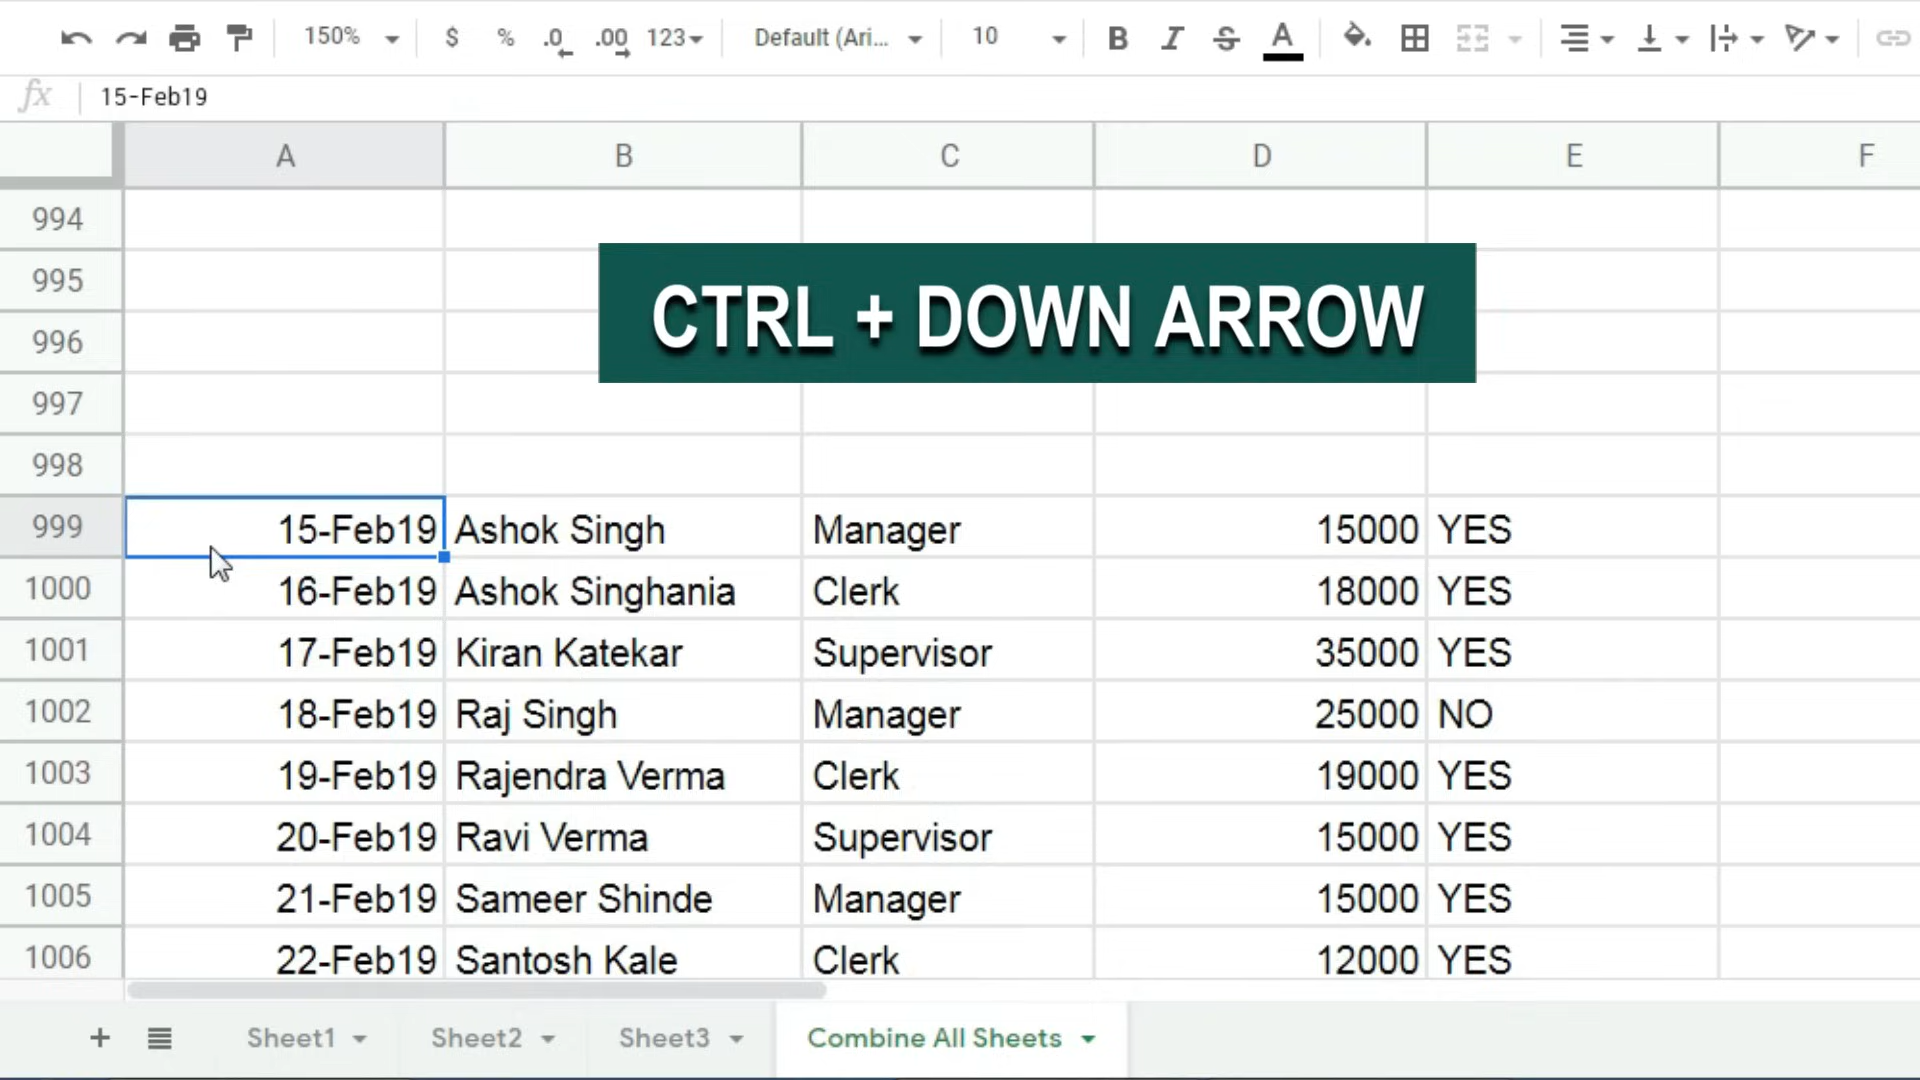 150% $ % .0 .00 123 Default (Ari... 10 B I S A
fx 15-Feb19
A B C D E F
994
995
996
997
998
CTRL + DOWN ARROW
999 15-Feb19 Ashok Singh Manager 15000 YES
1000 16-Feb19 Ashok Singhania Clerk 18000 YES
1001 17-Feb19 Kiran Katekar Supervisor 35000 YES
1002 18-Feb19 Raj Singh Manager 25000 NO
1003 19-Feb19 Rajendra Verma Clerk 19000 YES
1004 20-Feb19 Ravi Verma Supervisor 15000 YES
1005 21-Feb19 Sameer Shinde Manager 15000 YES
1006 22-Feb19 Santosh Kale Clerk 12000 YES
+ Sheet1 Sheet2 Sheet3 Combine All Sheets